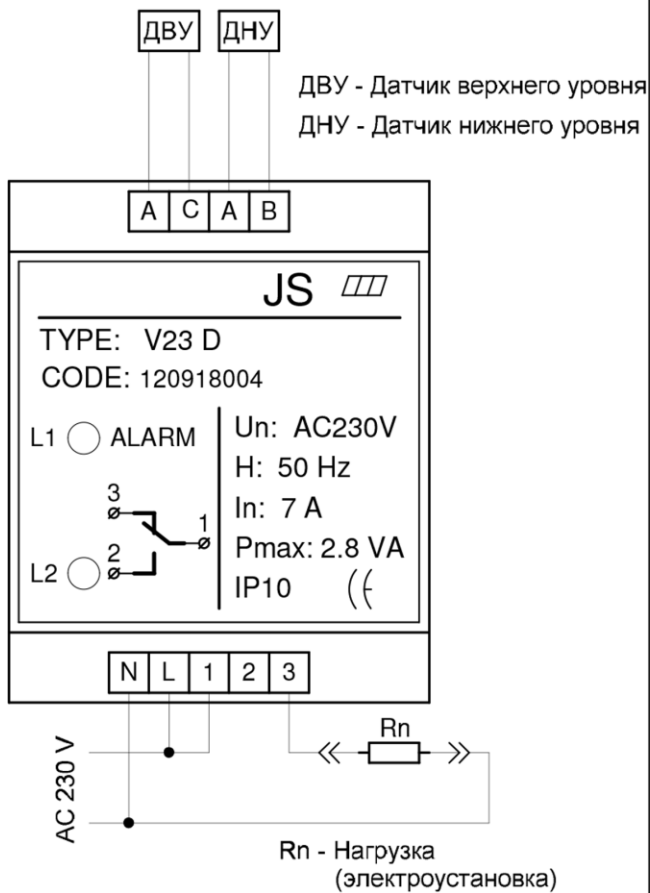 ДВУ ДНУ
ДВУ - Датчик верхнего уровня
ДНУ - Датчик нижнего уровня
A C A B
JS
TYPE: V23 D
CODE: 120918004
L1 ALARM
3
1
2
L2
Un: AC230V
H: 50 Hz
In: 7 A
Pmax: 2.8 VA
IP10 CE
N L 1 2 3
AC 230 V
Rn
Rn - Нагрузка
(электроустановка)